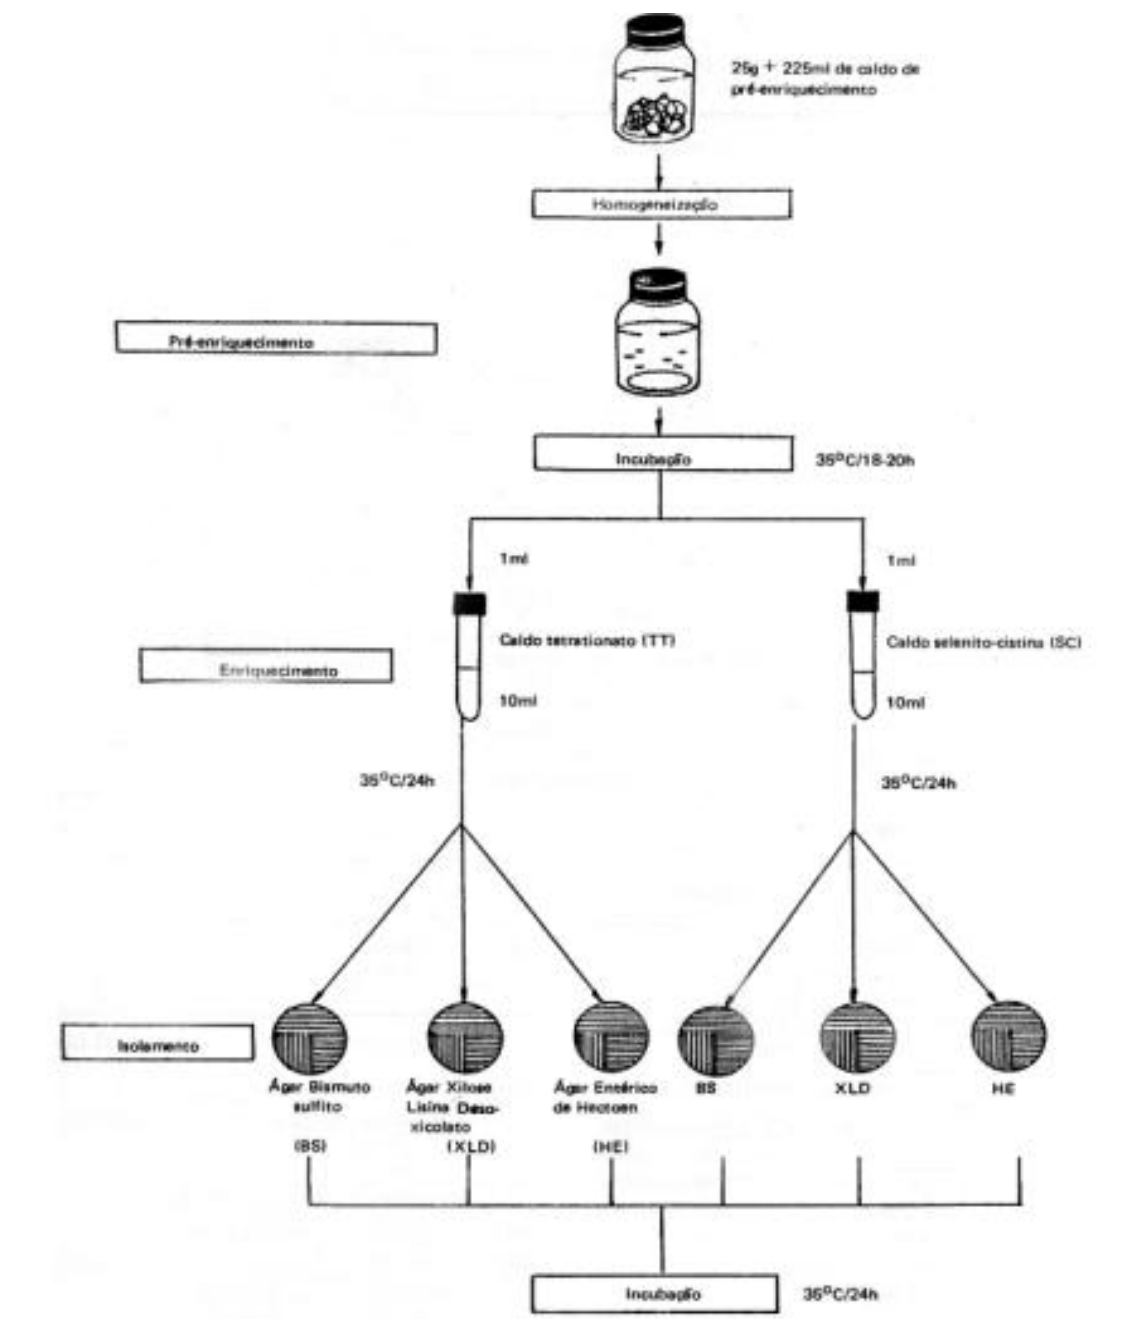 25g + 225ml de caldo de
pré-enriquecimento
Homogeneização
Pré-enriquecimento
Incubação
35ºC/18-20h
1ml
1ml
Caldo tetrationato (TT)
Caldo selenito-cistina (SC)
Enriquecimento
10ml
10ml
35ºC/24h
35ºC/24h
Isolamento
Ágar Bismuto
sulfito
(BS)
Ágar Xilose
Lisina Deso-
xicolato
(XLD)
Ágar Entérico
de Hectoen
(HE)
BS
XLD
HE
Incubação
35ºC/24h